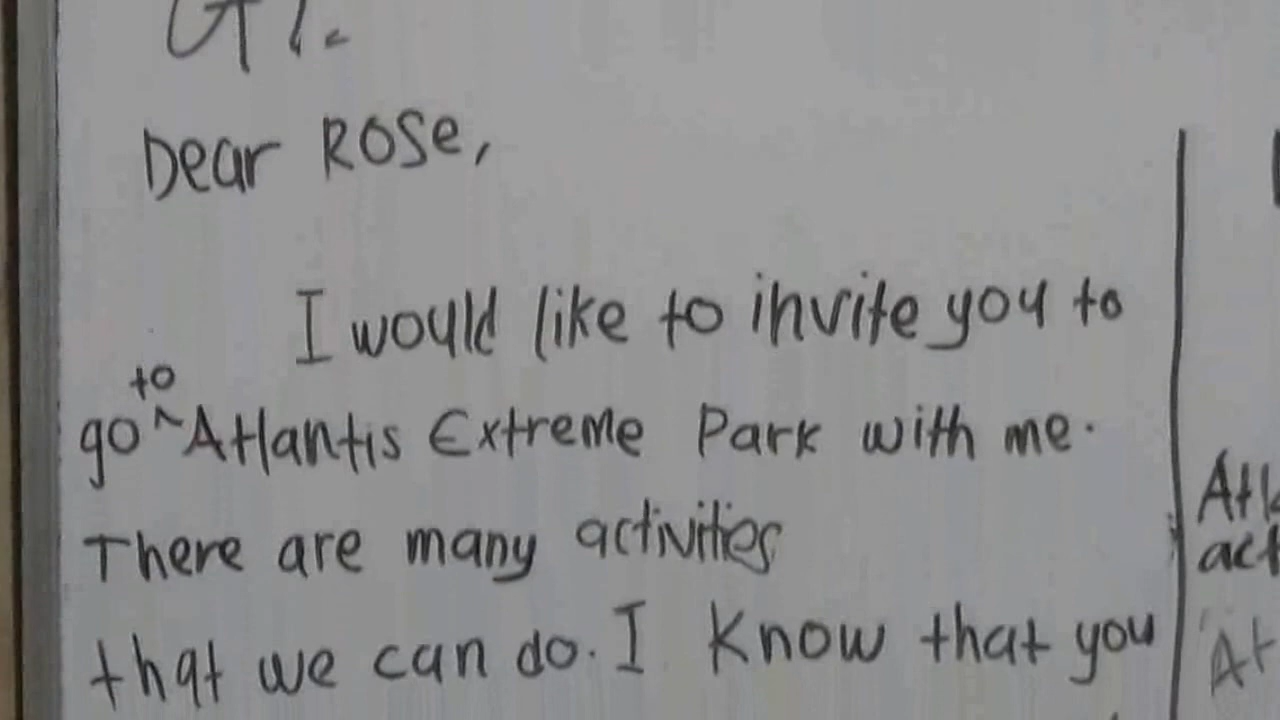 Dear Rose,
I would like to invite you to
go to Atlantis Extreme Park with me.
There are many activities
that we can do. I know that you